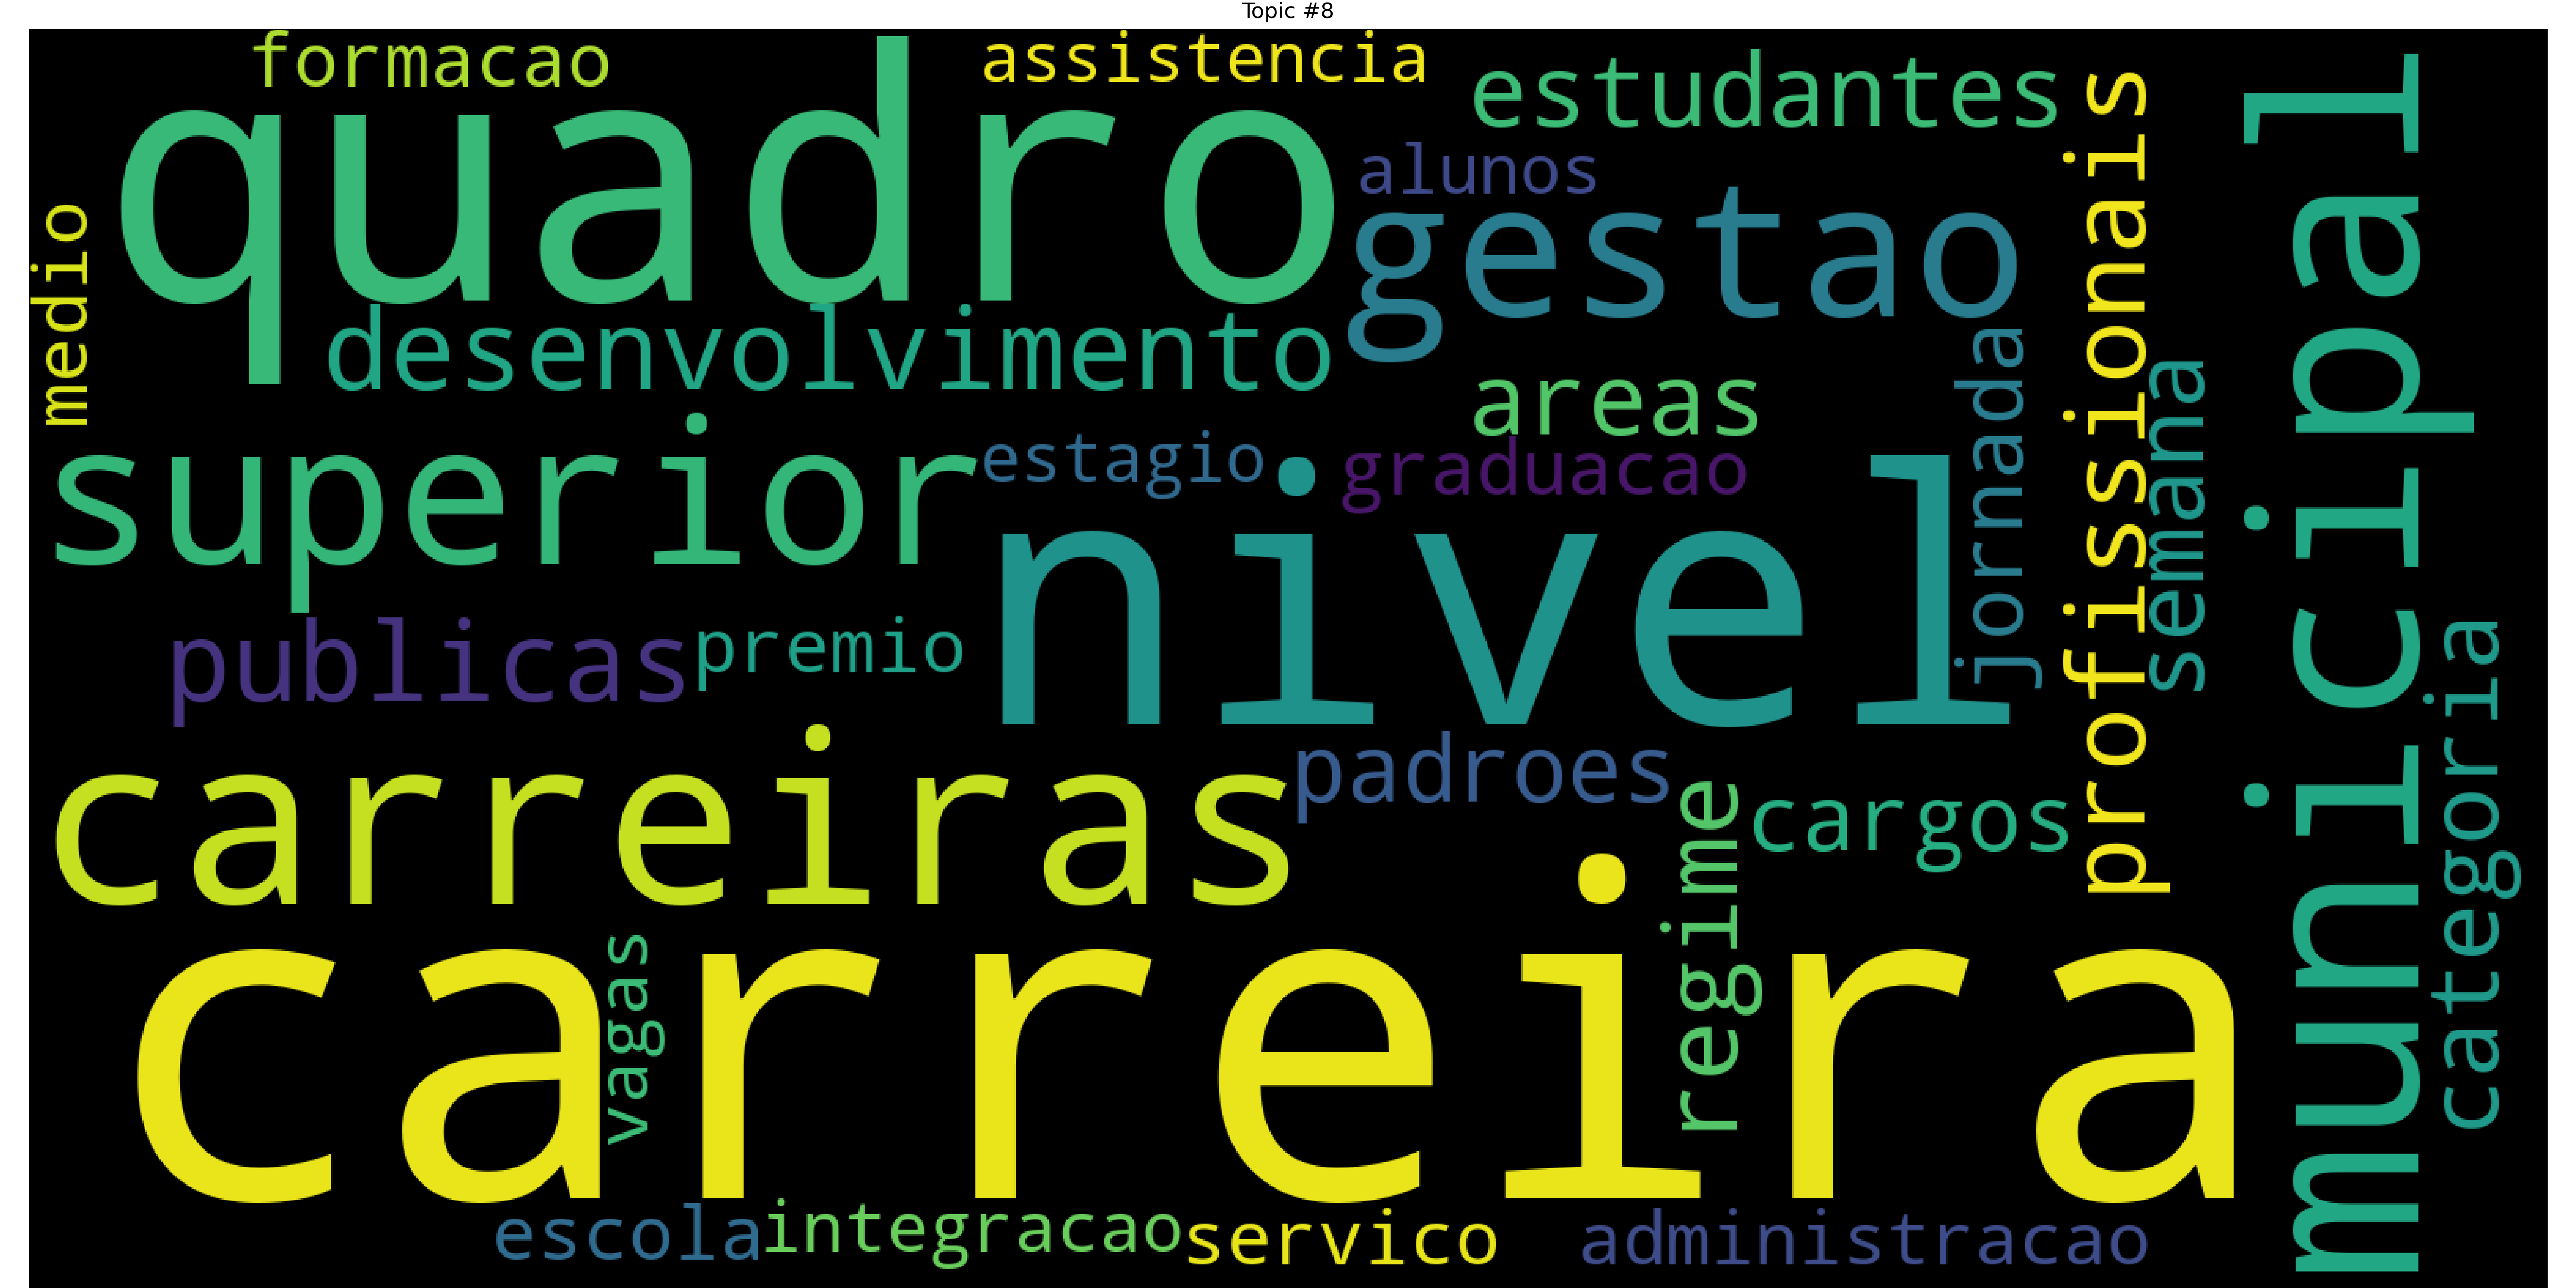 Topic #8
formacao
assistencia
estudantes
quadro
alunos
gestao
medio
desenvolvimento
areas
jornada
profissionais
semana
municipal
superior
estagio
graduacao
nivel
publicas
premio
carreiras
padroes
regime
cargos
categoria
carreira
vagas
escola
integracao
servico
administracao